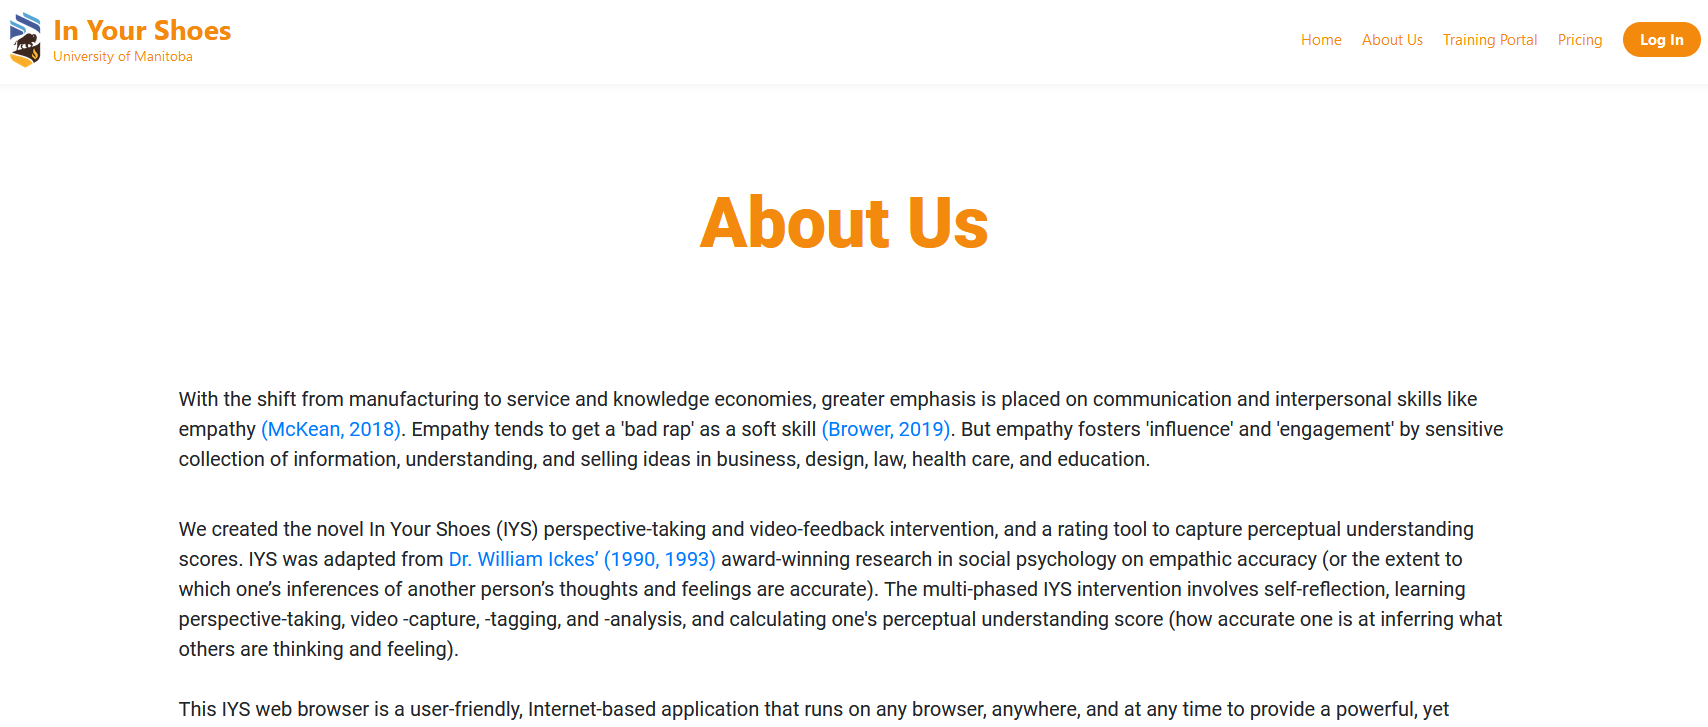 In Your Shoes
University of Manitoba
Home About Us Training Portal Pricing Log In
About Us
With the shift from manufacturing to service and knowledge economies, greater emphasis is placed on communication and interpersonal skills like
empathy (McKean, 2018). Empathy tends to get a 'bad rap' as a soft skill (Brower, 2019). But empathy fosters 'influence' and 'engagement' by sensitive
collection of information, understanding, and selling ideas in business, design, law, health care, and education.
We created the novel In Your Shoes (IYS) perspective-taking and video-feedback intervention, and a rating tool to capture perceptual understanding
scores. IYS was adapted from Dr. William Ickes’ (1990, 1993) award-winning research in social psychology on empathic accuracy (or the extent to
which one’s inferences of another person’s thoughts and feelings are accurate). The multi-phased IYS intervention involves self-reflection, learning
perspective-taking, video -capture, -tagging, and -analysis, and calculating one's perceptual understanding score (how accurate one is at inferring what
others are thinking and feeling).
This IYS web browser is a user-friendly, Internet-based application that runs on any browser, anywhere, and at any time to provide a powerful, yet